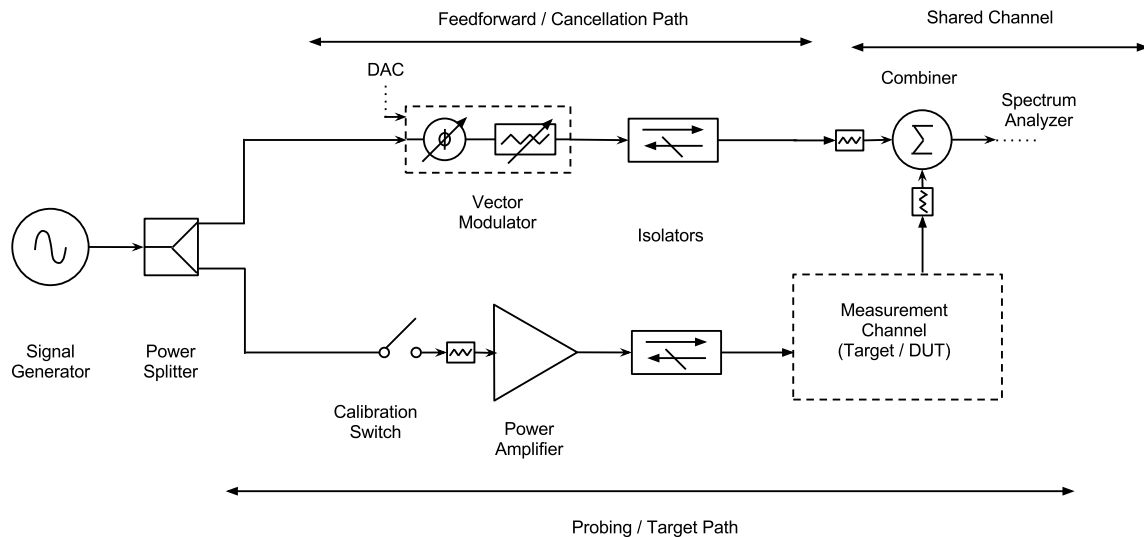 Feedforward / Cancellation Path
Shared Channel
DAC
Combiner
Spectrum
Analyzer
ϕ
Σ
Vector
Modulator
Isolators
Signal
Generator
Power
Splitter
Measurement
Channel
(Target / DUT)
Calibration
Switch
Power
Amplifier
Probing / Target Path